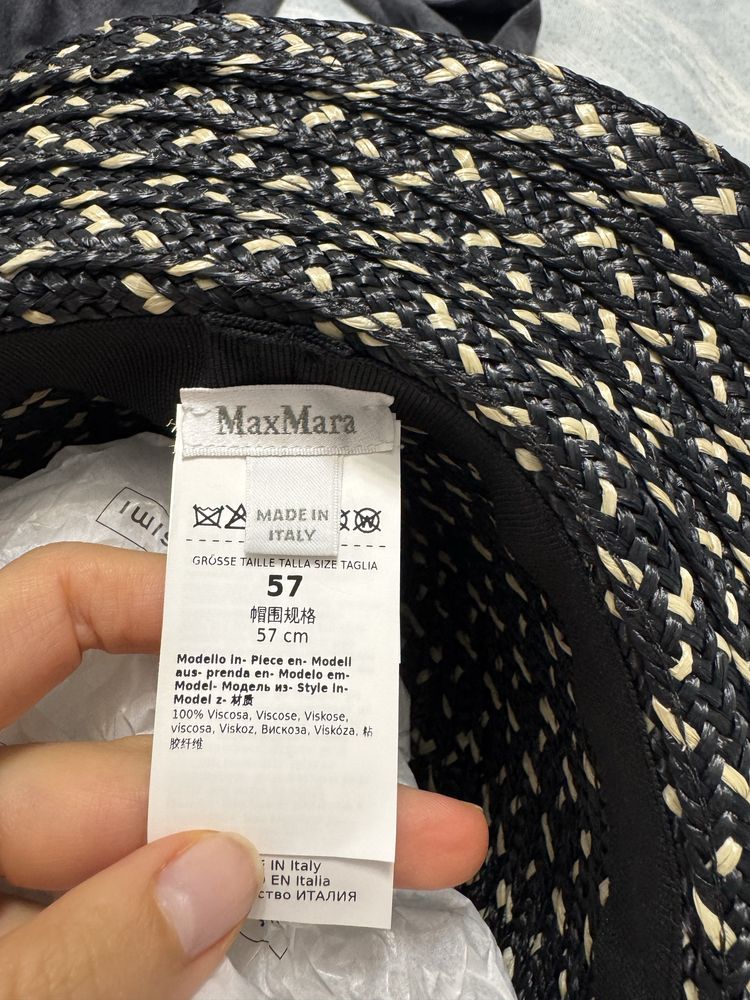 MaxMara
MADE IN
ITALY
GRÖSSE TAILLE TALLA SIZE TAGLIA
57
帽围规格
57 cm
Modello in- Piece en- Modell
aus- prenda en- Modelo em-
Model- Модель из- Style in-
Model z- 材质
100% Viscosa, Viscose, Viskose,
viscosa, Viskoz, Вискоза, Viskóza, 粘
胶纤维
IN Italy
EN Italia
ИТАЛИЯ